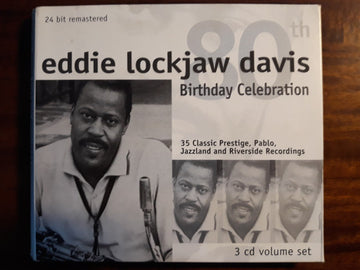 24 bit remastered
80th
eddie lockjaw davis
Birthday Celebration
35 Classic Prestige, Pablo,
Jazzland and Riverside Recordings
3 cd volume set